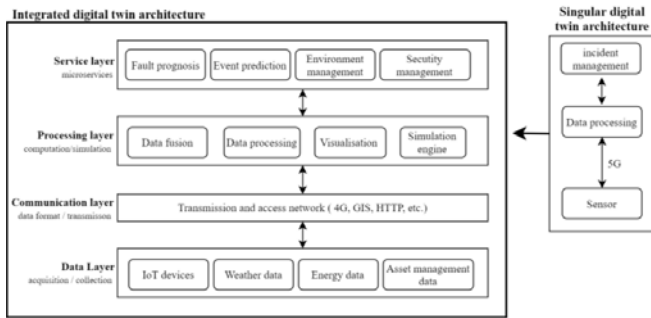 Integrated digital twin architecture
Service layer
microservices
Fault prognosis
Event prediction
Environment
management
Secutity
management
Processing layer
computation/simulation
Data fusion
Data processing
Visualisation
Simulation
engine
Communication layer
data format / transmisson
Transmission and access network ( 4G, GIS, HTTP, etc.)
Data Layer
acquisition / collection
IoT devices
Weather data
Energy data
Asset management
data
Singular digital
twin architecture
incident
management
Data processing
5G
Sensor